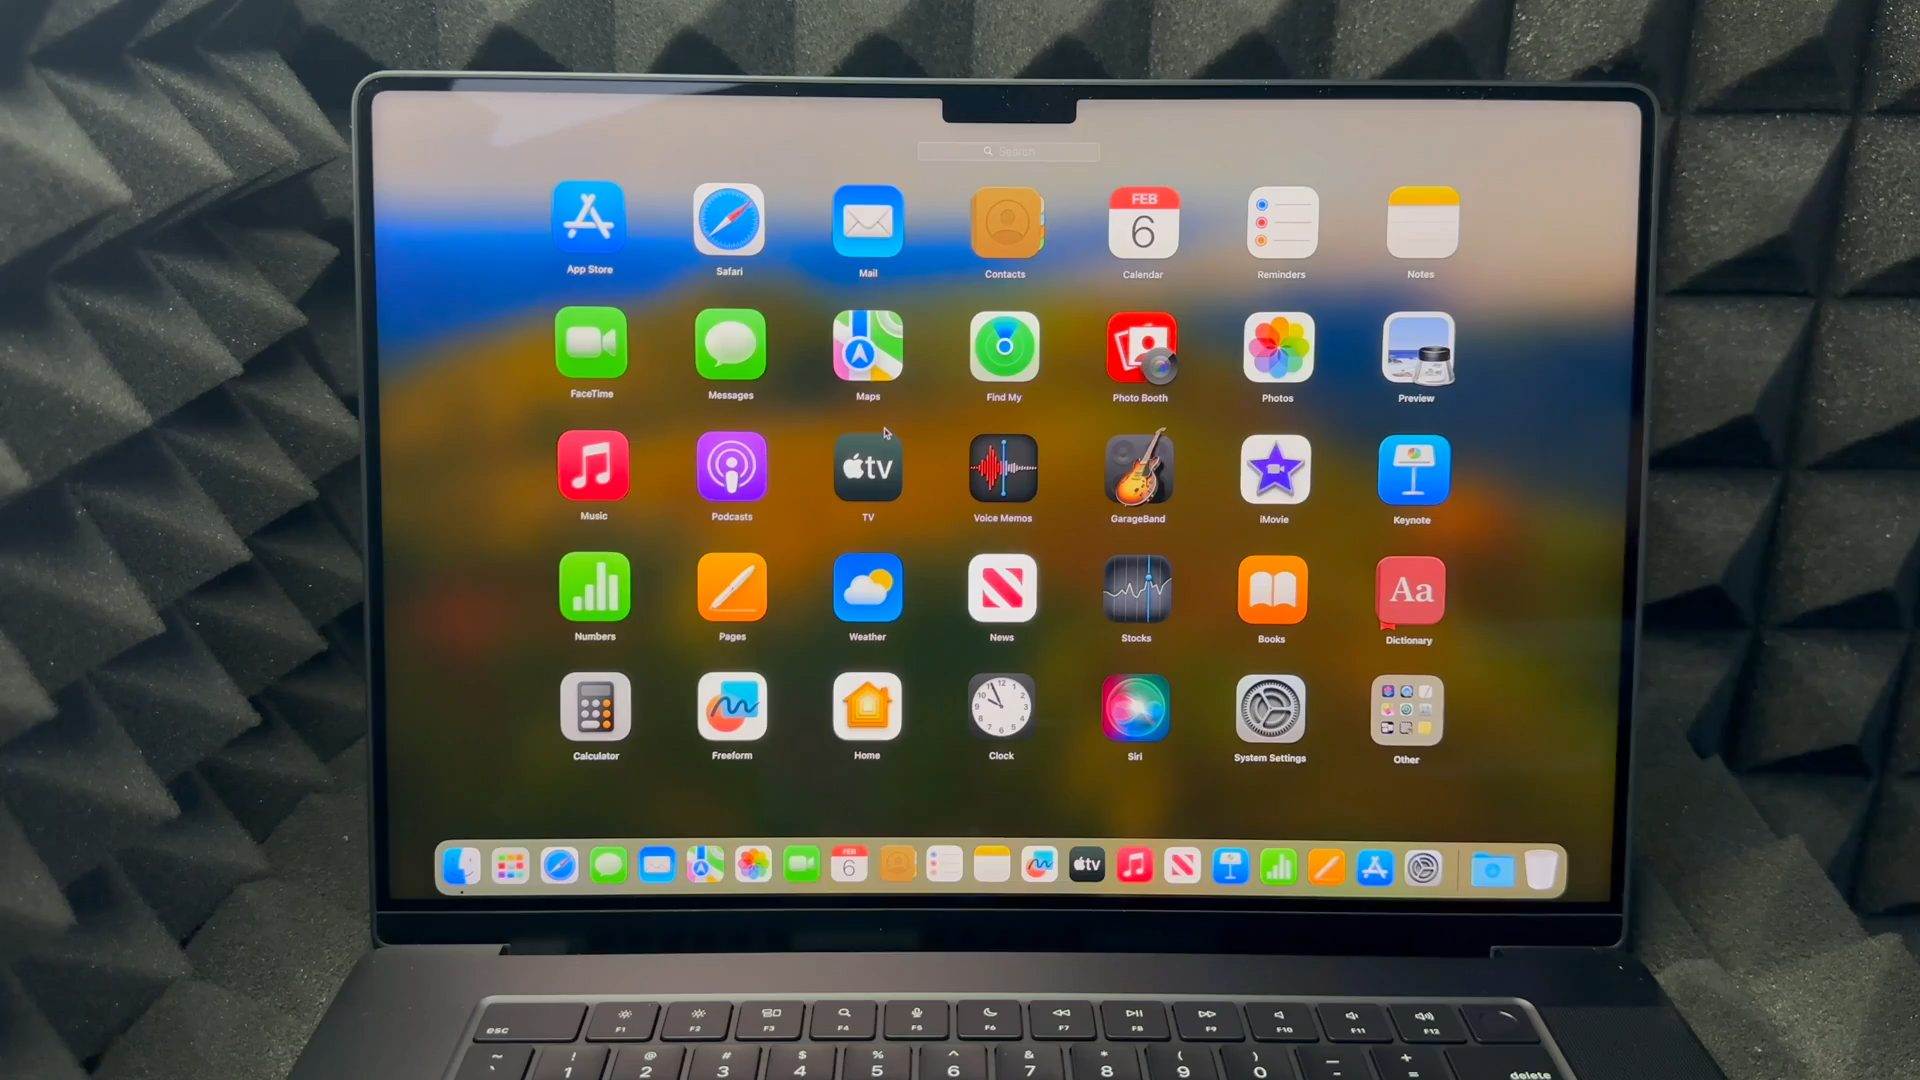 Search
App Store
Safari
Mail
Contacts
FEB
6
Calendar
Reminders
Notes
FaceTime
Messages
Maps
Find My
Photo Booth
Photos
Preview
Music
Podcasts
tv
TV
Voice Memos
GarageBand
iMovie
Keynote
Numbers
Pages
Weather
News
Stocks
Books
Aa
Dictionary
Calculator
Freeform
Home
Clock
Siri
System Settings
Other
FEB
6
tv
esc
F1
F2
F3
F4
F5
F6
F7
F8
F9
F10
F11
F12
~ ! @ # $ % ^ & * ( ) _ +
` 1 2 3 4 5 6 7 8 9 0 - =
delete